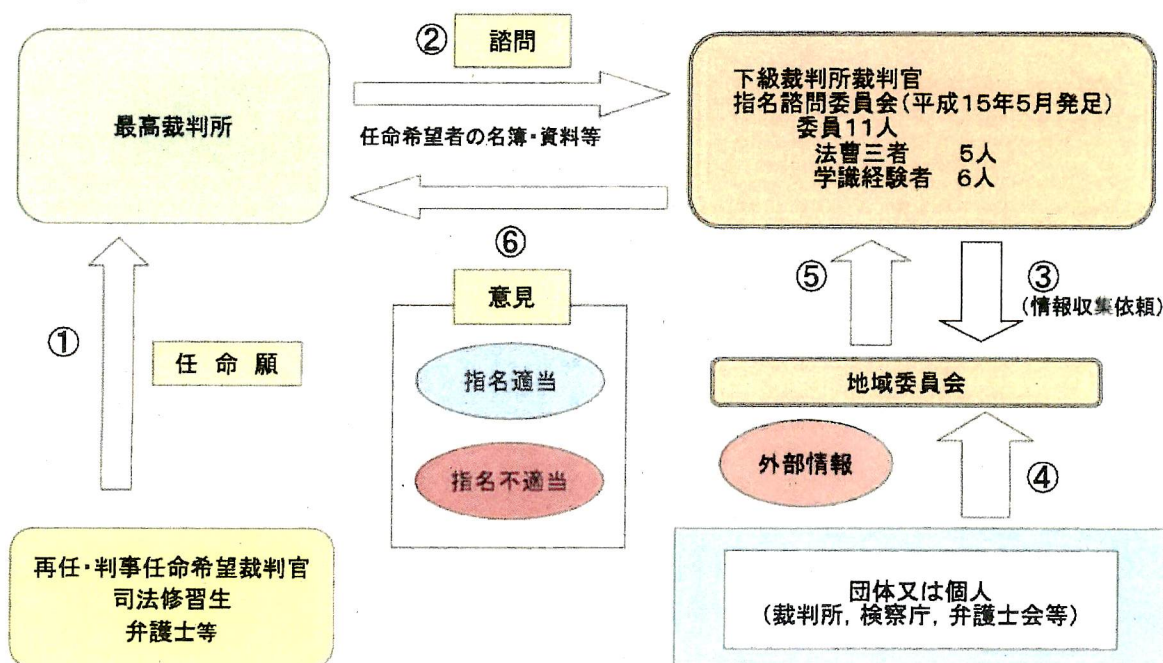 ② 諮問
最高裁判所
任命希望者の名簿・資料等
下級裁判所裁判官
指名諮問委員会(平成15年5月発足)
委員11人
法曹三者 5人
学識経験者 6人
⑥
意見
指名適当
指名不適当
①
任命願
⑤
③
(情報収集依頼)
地域委員会
外部情報
④
再任・判事任命希望裁判官
司法修習生
弁護士等
団体又は個人
(裁判所, 検察庁, 弁護士会等)